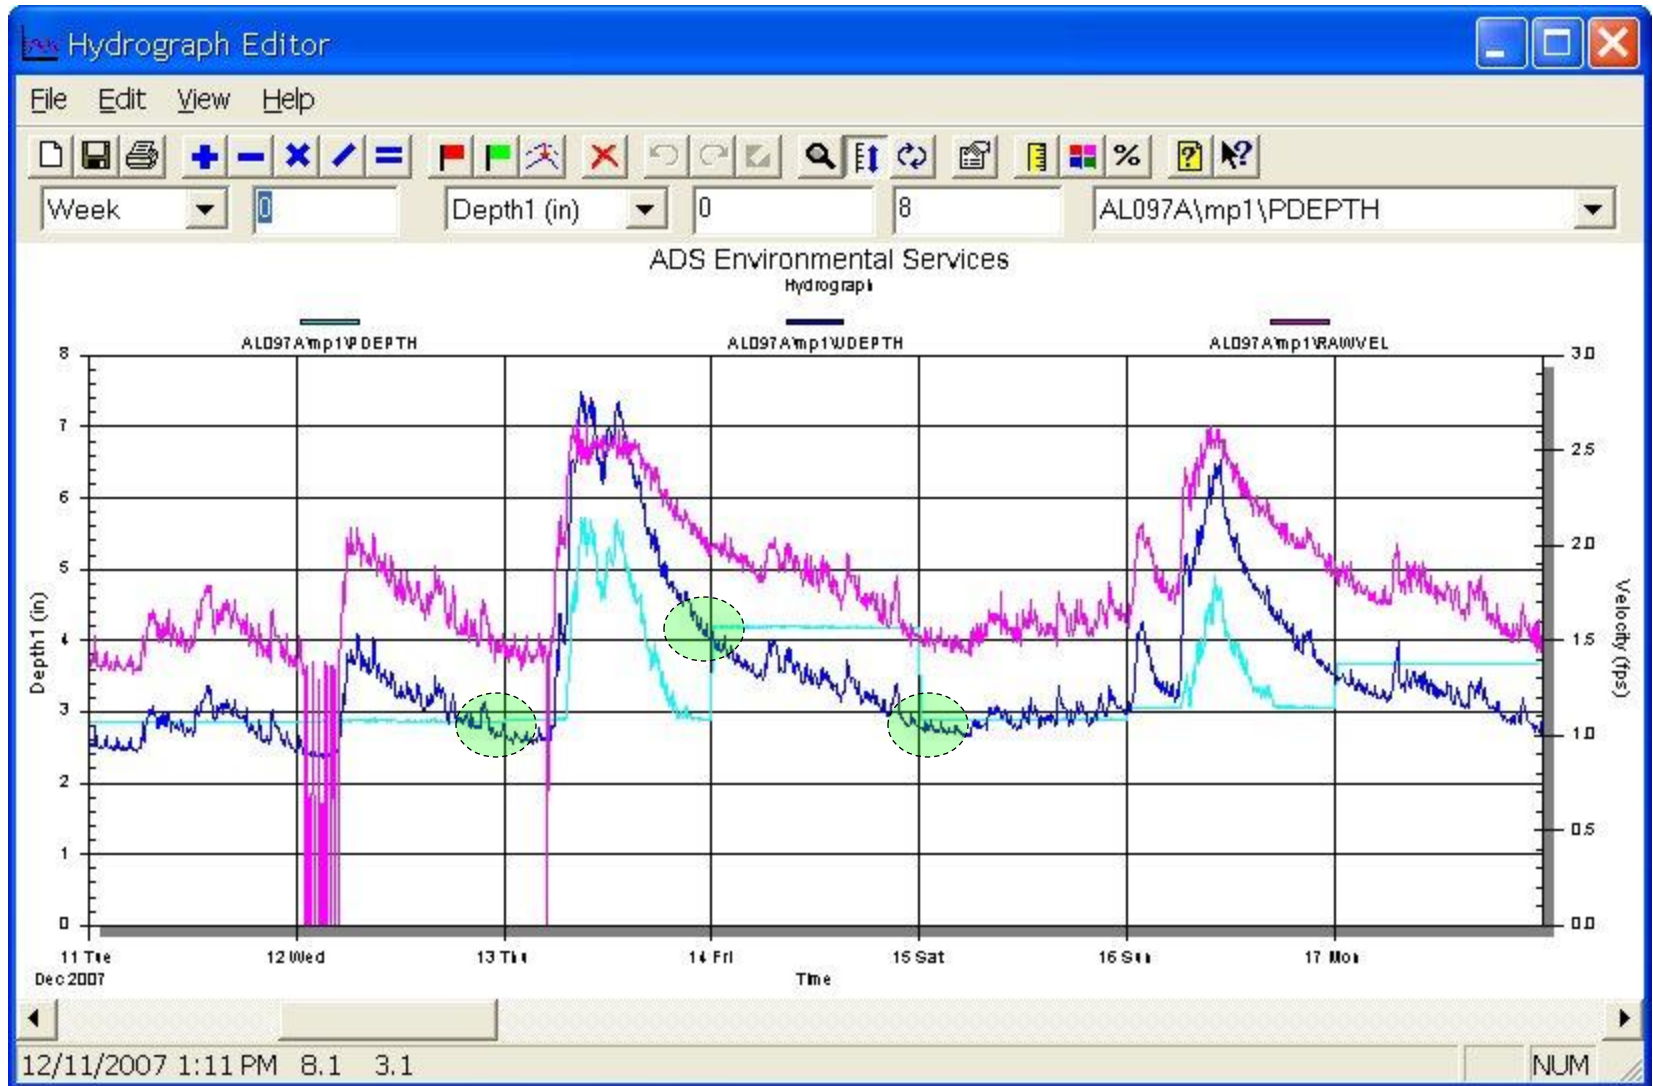 Hydrograph Editor
File Edit View Help
Week 0 Depth1 (in) 0 8 AL097A\mp1\PDEPTH
ADS Environmental Services
Hydrograph
AL097A\mp1\PDEPTH AL097A\mp1\UDEPTH AL097A\mp1\RAWVEL
8 3.0
7
2.5
6
2.0
5
Depth1 (in) Velocity (fps)
4 1.5
3
1.0
2
0.5
1
0 0.0
11 Tue 12 Wed 13 Thu 14 Fri 15 Sat 16 Sun 17 Mon
Dec 2007 Time
12/11/2007 1:11 PM 8.1 3.1 NUM